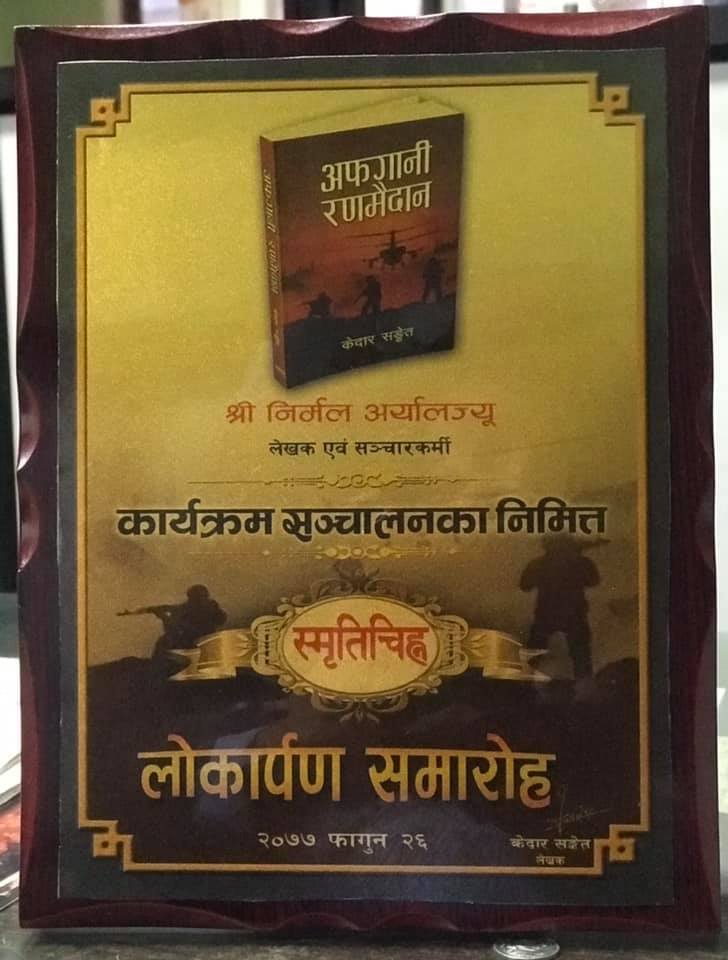 अफगानी
रणमैदान
केदार सङ्केत
श्री निर्मल अर्यालज्यू
लेखक एवं सञ्चारकर्मी
कार्यक्रम सञ्चालनका निमित्त
स्मृतिचिह्न
लोकार्पण समारोह
२०७७ फागुन २६
केदार सङ्केत
लेखक